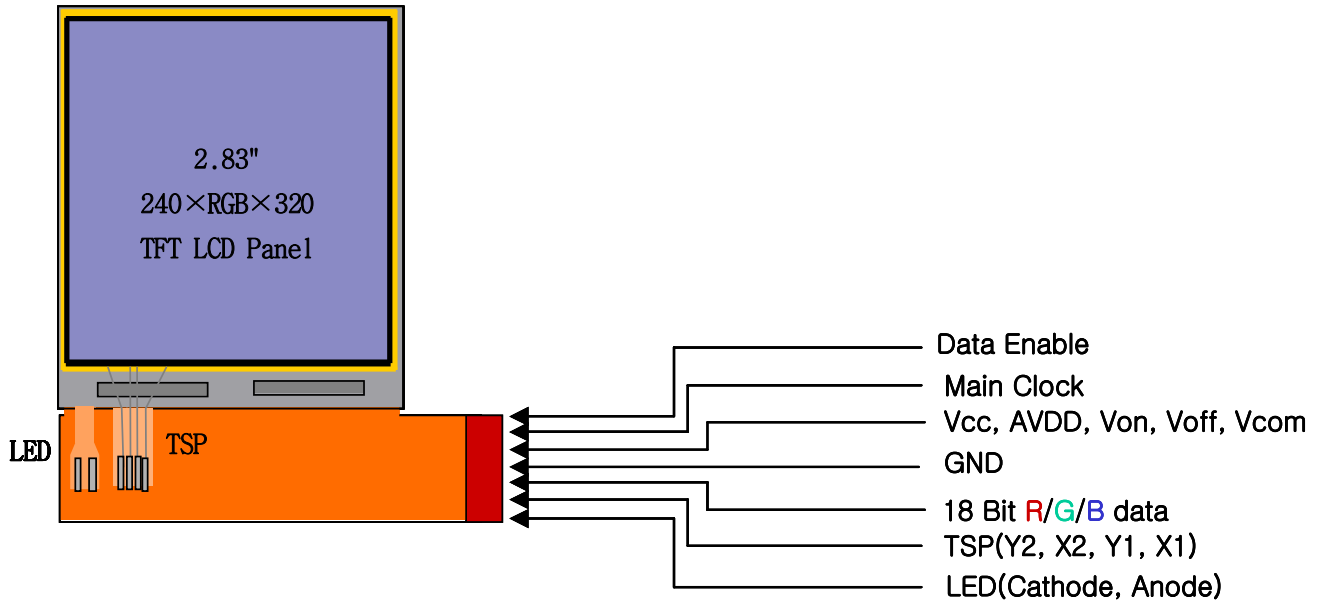 2.83"
240×RGB×320
TFT LCD Panel
LED
TSP
Data Enable
Main Clock
Vcc, AVDD, Von, Voff, Vcom
GND
18 Bit R/G/B data
TSP(Y2, X2, Y1, X1)
LED(Cathode, Anode)